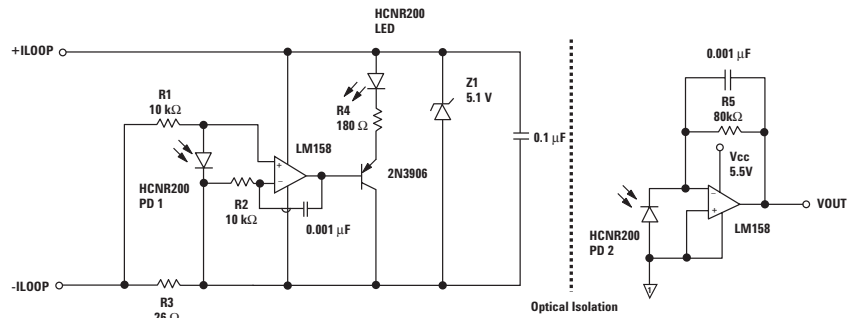 HCNR200
LED
+ILOOP
R1
10 kΩ
R4
180 Ω
Z1
5.1 V
0.1 μF
LM158
+
−
2N3906
HCNR200
PD 1
R2
10 kΩ
0.001 μF
-ILOOP
R3
26 Ω
Optical Isolation
0.001 μF
R5
80kΩ
Vcc
5.5V
−
+
VOUT
LM158
HCNR200
PD 2
1